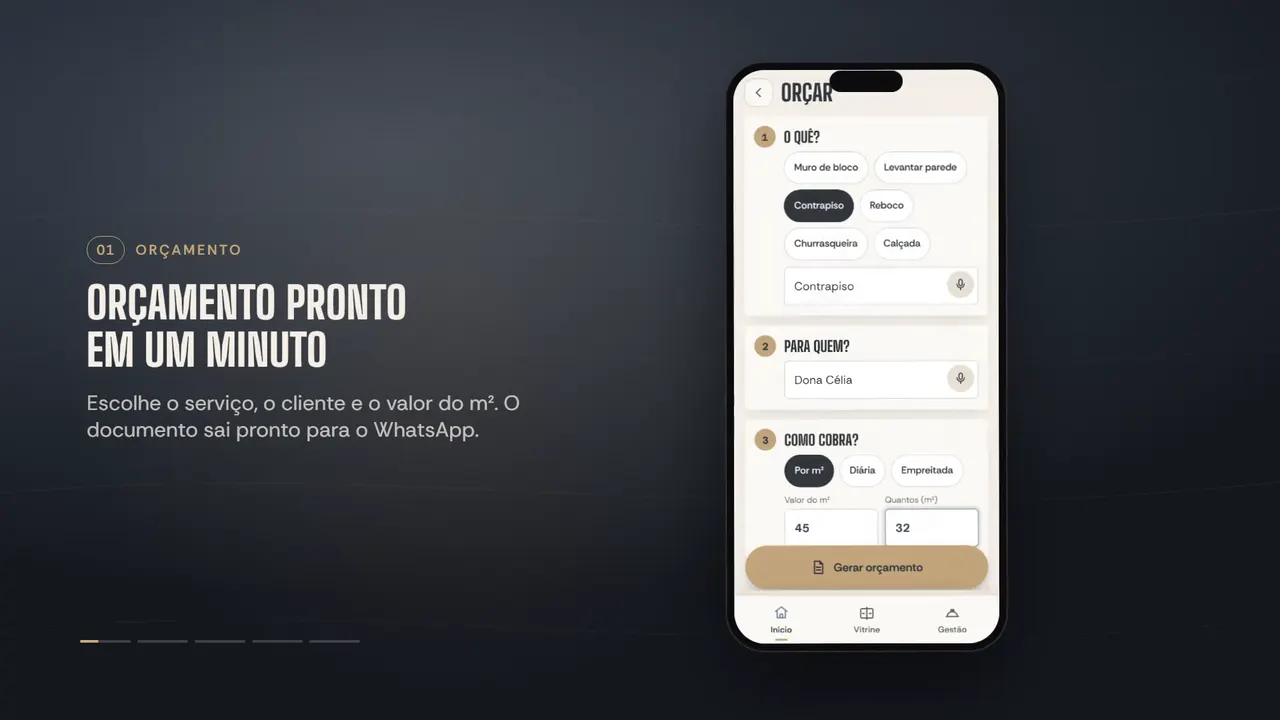 01 ORÇAMENTO
ORÇAMENTO PRONTO
EM UM MINUTO
Escolhe o serviço, o cliente e o valor do m². O
documento sai pronto para o WhatsApp.
ORÇAR
1 O QUÊ?
Muro de bloco Levantar parede
Contrapiso Reboco
Churrasqueira Calçada
Contrapiso
2 PARA QUEM?
Dona Célia
3 COMO COBRA?
Por m² Diária Empreitada
Valor do m² Quantos (m²)
45 32
Gerar orçamento
Início Vitrine Gestão